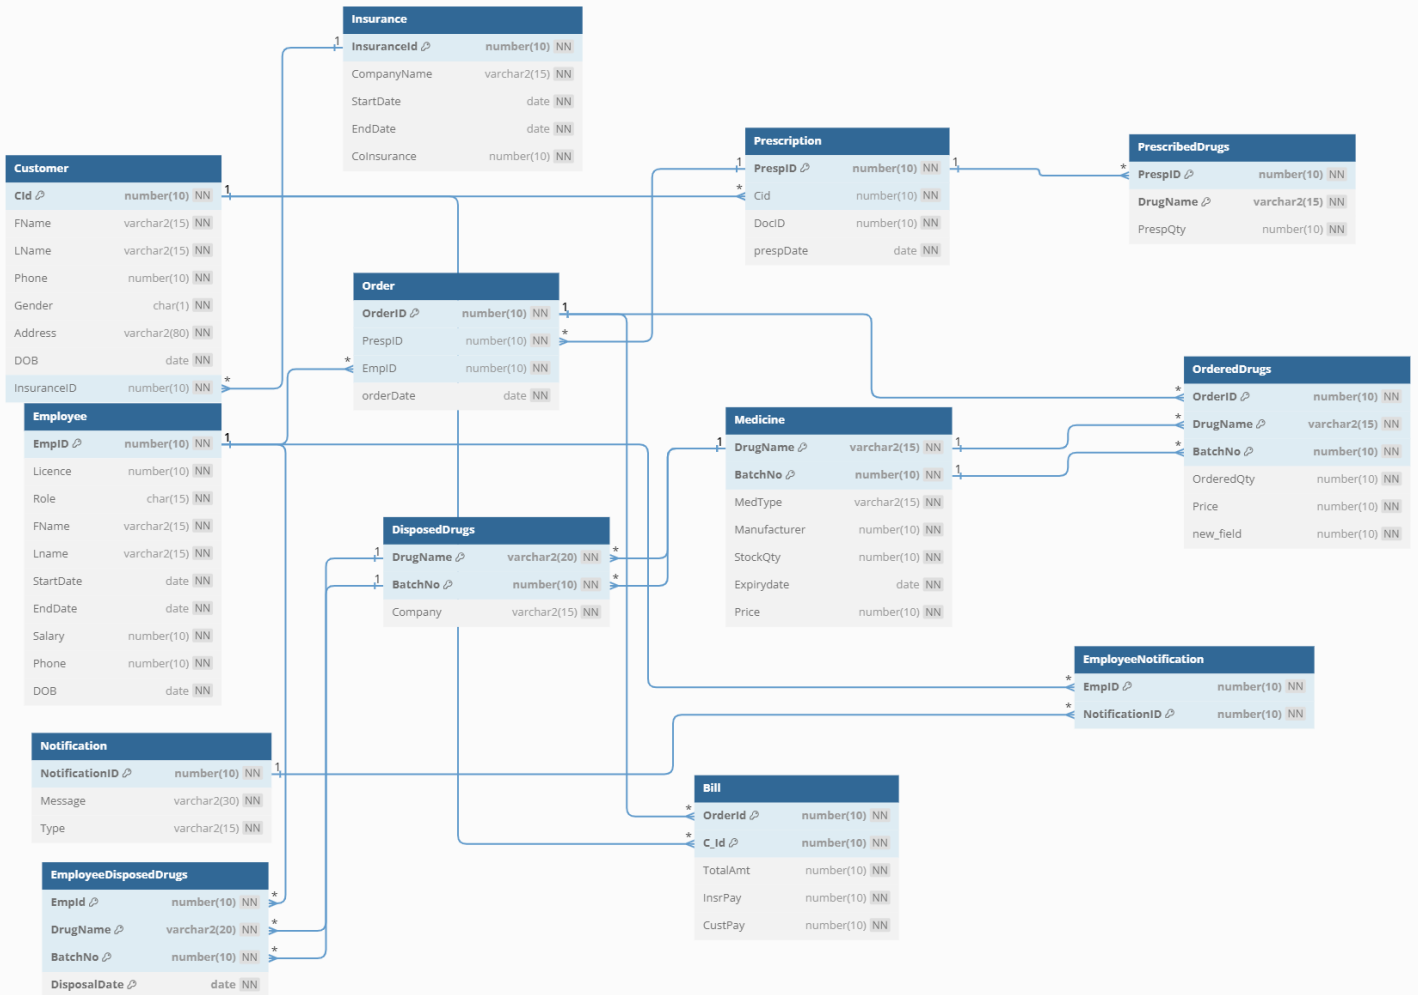 Insurance
InsuranceId number(10) NN
CompanyName varchar2(15) NN
StartDate date NN
EndDate date NN
CoInsurance number(10) NN
Customer
CId number(10) NN
FName varchar2(15) NN
LName varchar2(15) NN
Phone number(10) NN
Gender char(1) NN
Address varchar2(80) NN
DOB date NN
InsuranceID number(10) NN
Prescription
PrespID number(10) NN
Cid number(10) NN
DocID number(10) NN
prespDate date NN
PrescribedDrugs
PrespID number(10) NN
DrugName varchar2(15) NN
PrespQty number(10) NN
Order
OrderID number(10) NN
PrespID number(10) NN
EmpID number(10) NN
orderDate date NN
OrderedDrugs
OrderID number(10) NN
DrugName varchar2(15) NN
BatchNo number(10) NN
OrderedQty number(10) NN
Price number(10) NN
new_field number(10) NN
Employee
EmpID number(10) NN
Licence number(10) NN
Role char(15) NN
FName varchar2(15) NN
Lname varchar2(15) NN
StartDate date NN
EndDate date NN
Salary number(10) NN
Phone number(10) NN
DOB date NN
Medicine
DrugName varchar2(15) NN
BatchNo number(10) NN
MedType varchar2(15) NN
Manufacturer number(10) NN
StockQty number(10) NN
Expirydate date NN
Price number(10) NN
DisposedDrugs
DrugName varchar2(20) NN
BatchNo number(10) NN
Company varchar2(15) NN
EmployeeNotification
EmpID number(10) NN
NotificationID number(10) NN
Notification
NotificationID number(10) NN
Message varchar2(30) NN
Type varchar2(15) NN
Bill
OrderId number(10) NN
C_Id number(10) NN
TotalAmt number(10) NN
InsrPay number(10) NN
CustPay number(10) NN
EmployeeDisposedDrugs
EmpId number(10) NN
DrugName varchar2(20) NN
BatchNo number(10) NN
DisposalDate date NN
1
*
1
*
1
*
1
*
1
*
*
1
*
*
*
1
1
1
*
*
1
1
*
*
1
*
*
*
*
*